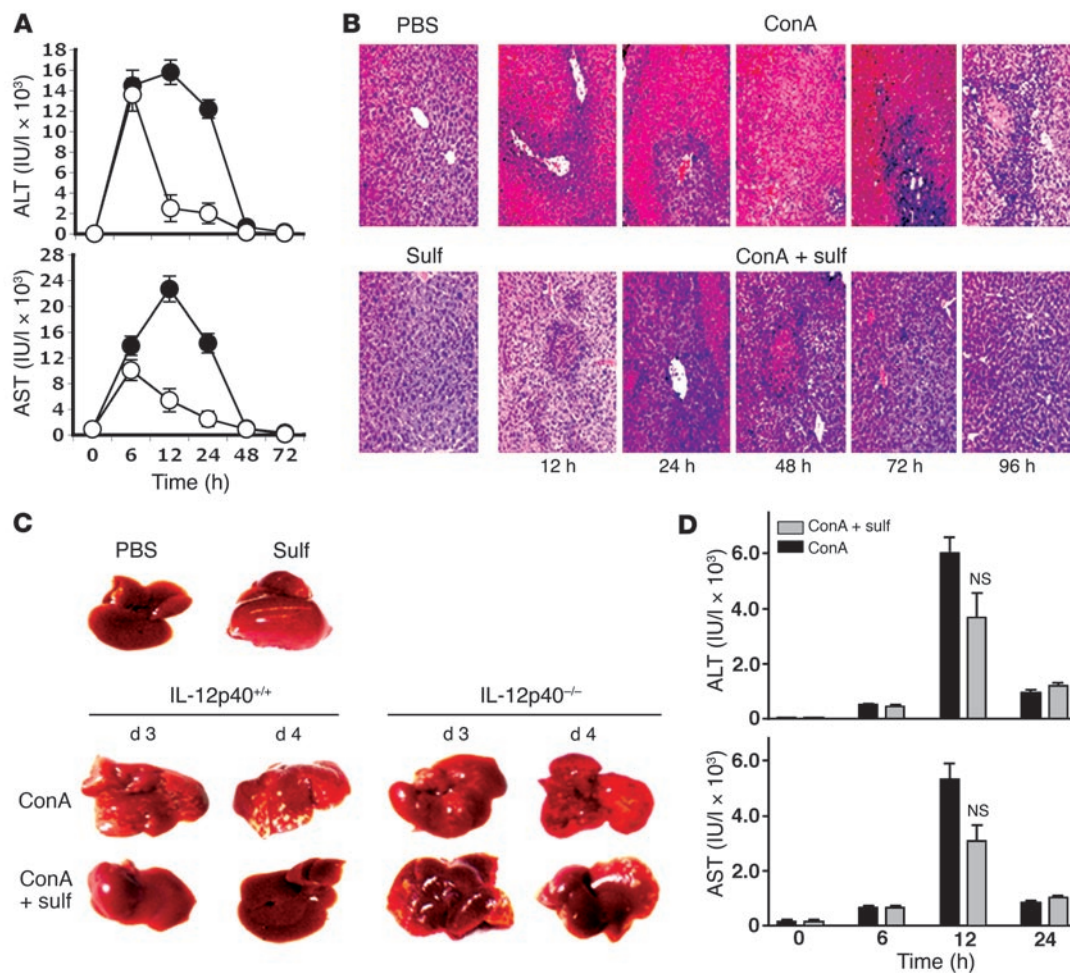 A
ALT (IU/l × 10³)
18
16
14
12
10
8
6
4
2
0
AST (IU/l × 10³)
28
24
20
16
12
8
4
0
0 6 12 24 48 72
Time (h)
B
PBS ConA
Sulf ConA + sulf
12 h 24 h 48 h 72 h 96 h
C
PBS Sulf
IL-12p40⁺/⁺ IL-12p40⁻/⁻
d 3 d 4 d 3 d 4
ConA
ConA
+ sulf
D
ConA + sulf
ConA
ALT (IU/l × 10³)
6.0
4.0
2.0
0
NS
AST (IU/l × 10³)
6.0
4.0
2.0
0
NS
0 6 12 24
Time (h)